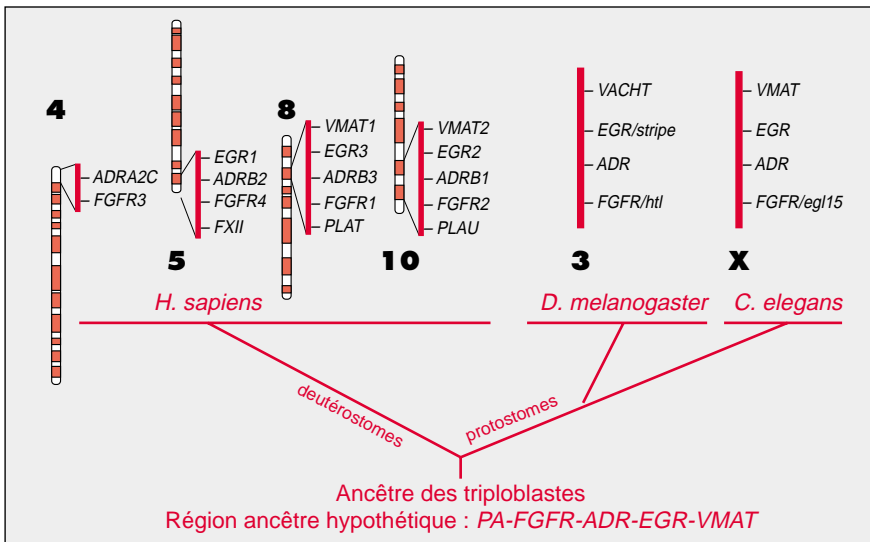 4
ADRA2C
FGFR3
5
EGR1
ADRB2
FGFR4
FXII
8
VMAT1
EGR3
ADRB3
FGFR1
PLAT
10
VMAT2
EGR2
ADRB1
FGFR2
PLAU
3
VACHT
EGR/stripe
ADR
FGFR/htl
X
VMAT
EGR
ADR
FGFR/egl15
H. sapiens
D. melanogaster
C. elegans
deutérostomes
protostomes
Ancêtre des triploblastes
Région ancêtre hypothétique : PA-FGFR-ADR-EGR-VMAT